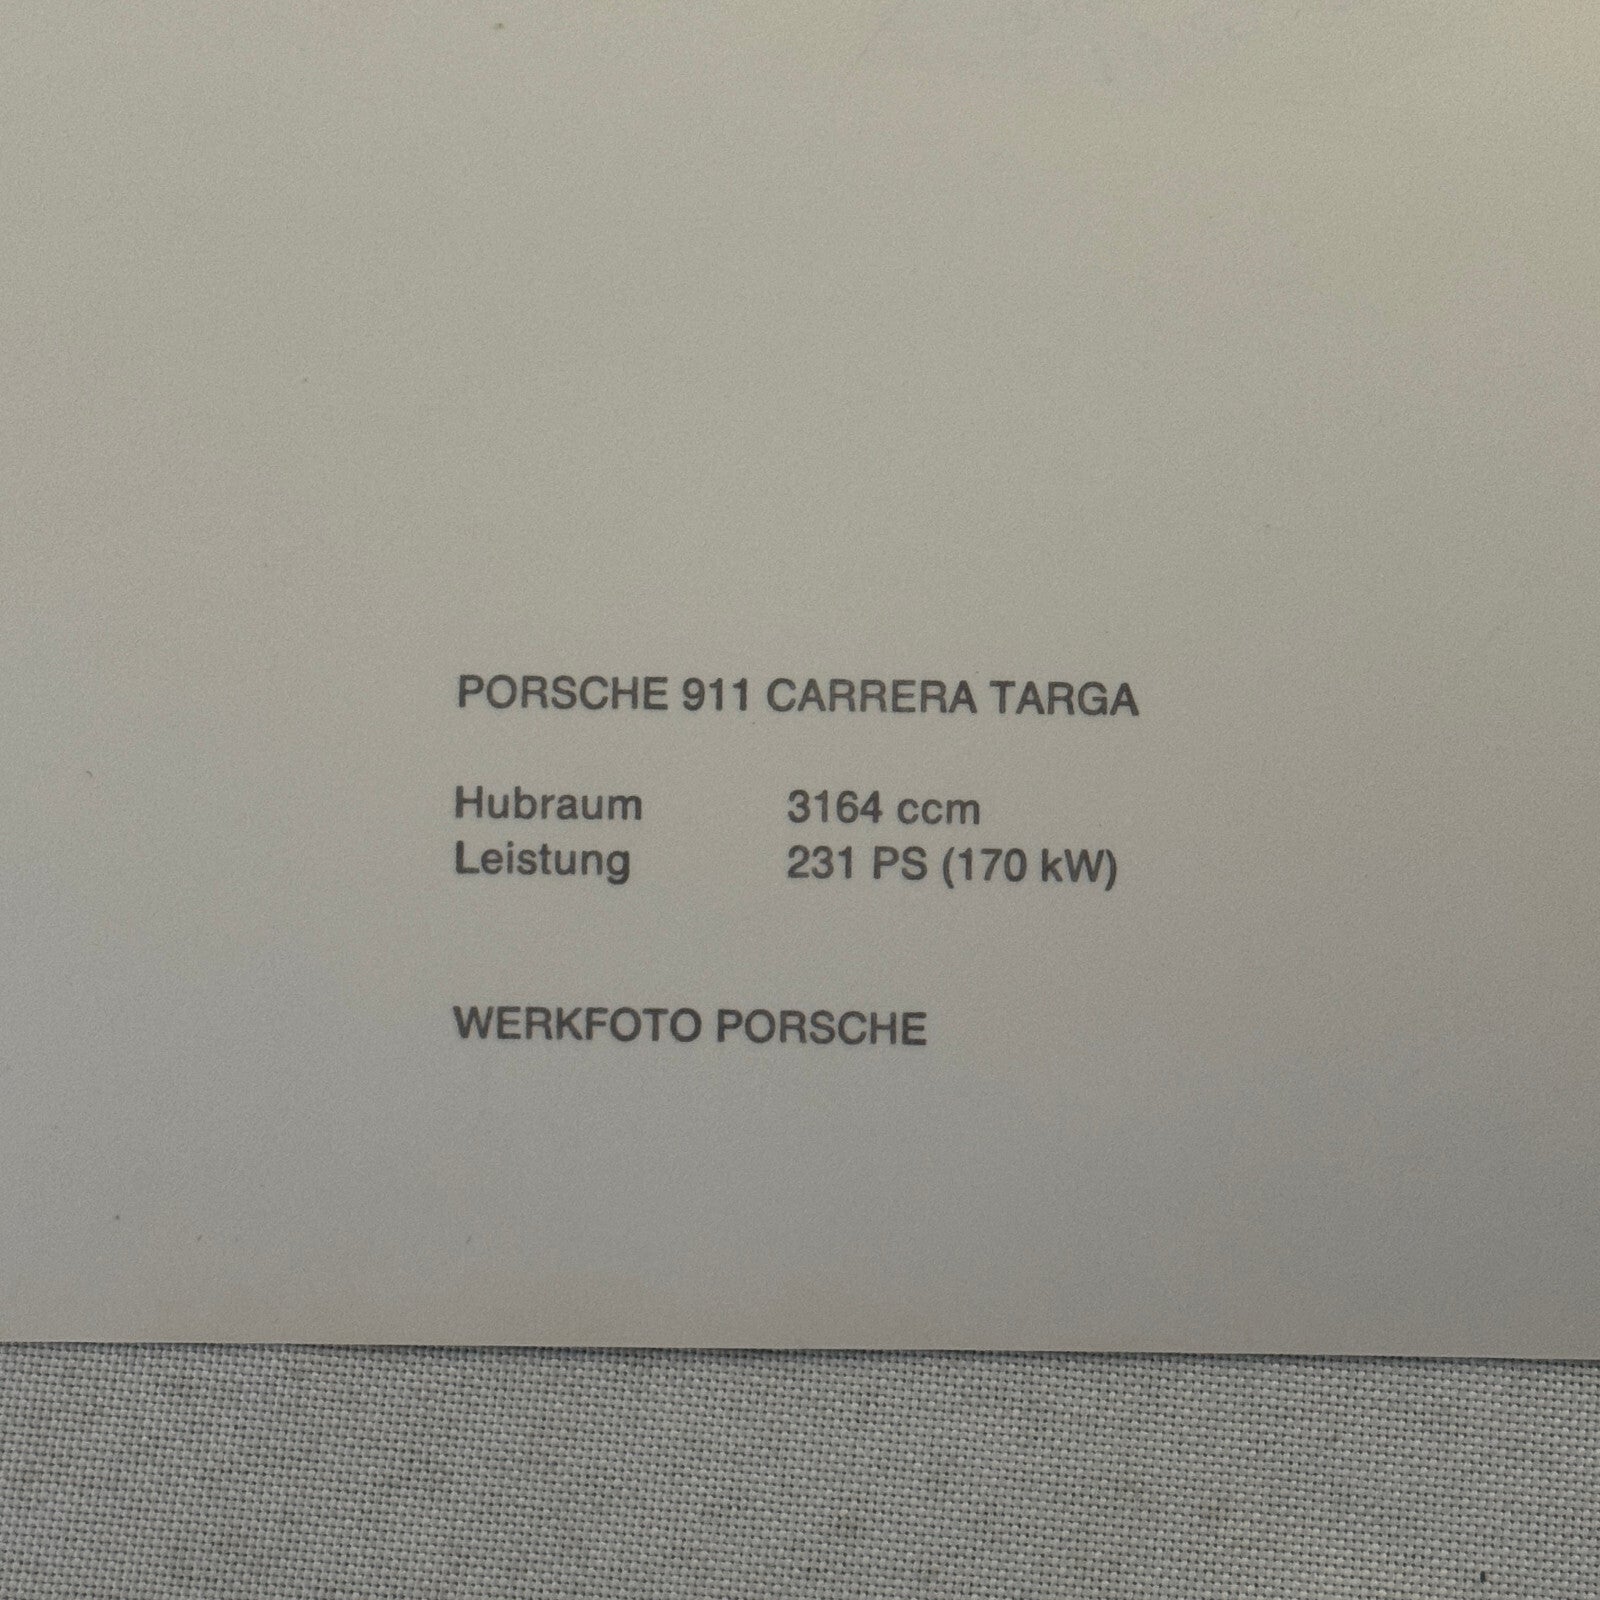 PORSCHE 911 CARRERA TARGA
Hubraum 3164 ccm
Leistung 231 PS (170 kW)
WERKFOTO PORSCHE